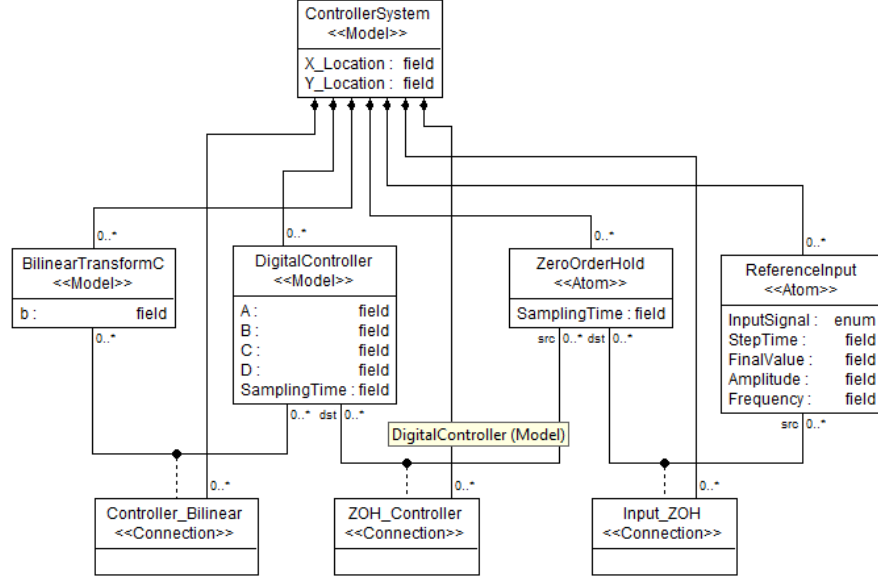 ControllerSystem
<<Model>>
X_Location : field
Y_Location : field
0..*
0..*
0..*
0..*
BilinearTransformC
<<Model>>
b : field
0..*
DigitalController
<<Model>>
A : field
B : field
C : field
D : field
SamplingTime : field
0..* dst 0..*
ZeroOrderHold
<<Atom>>
SamplingTime : field
src 0..* dst 0..*
ReferenceInput
<<Atom>>
InputSignal : enum
StepTime : field
FinalValue : field
Amplitude : field
Frequency : field
src 0..*
DigitalController (Model)
0..*
0..*
0..*
Controller_Bilinear
<<Connection>>
ZOH_Controller
<<Connection>>
Input_ZOH
<<Connection>>